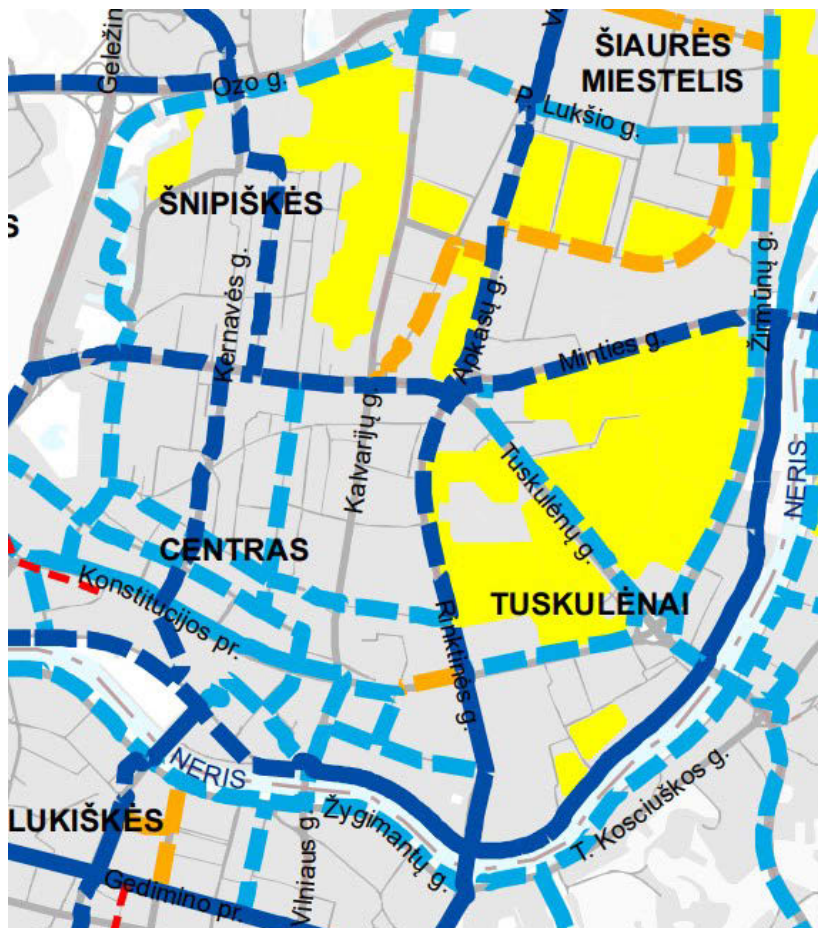 Geležin
V
ŠIAURĖS
MIESTELIS
Ozo g.
P. Lukšio g.
ŠNIPIŠKĖS
S
Kernavės g.
Apkasų g.
Žirmūnų g.
Minties g.
Kalvarijų g.
Tuskulėnų g.
NERIS
CENTRAS
Konstitucijos pr.
TUSKULĖNAI
Rinktinės g.
NERIS
LUKIŠKĖS
Žygimantų g.
T. Kosciuškos g.
Vilniaus g.
Gedimino pr.